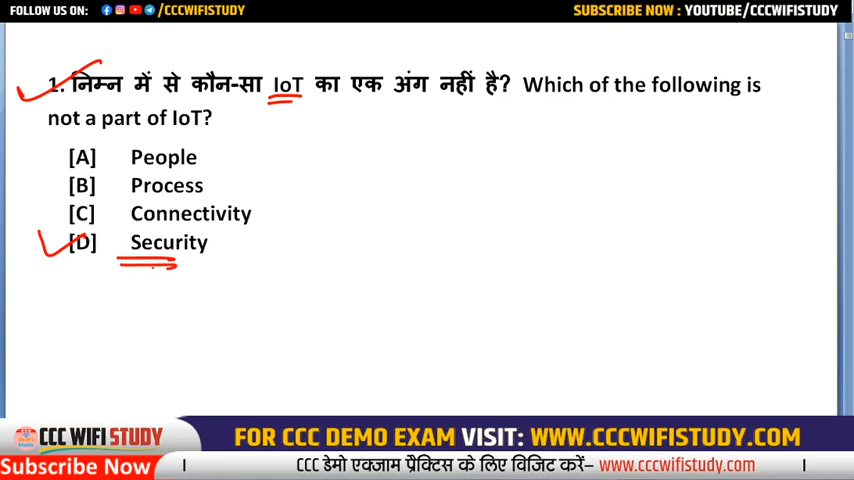 FOLLOW US ON: /CCCWIFISTUDY SUBSCRIBE NOW : YOUTUBE/CCCWIFISTUDY
1. निम्न में से कौन-सा IoT का एक अंग नहीं है? Which of the following is
not a part of IoT?
[A] People
[B] Process
[C] Connectivity
[D] Security
CCC WIFI STUDY FOR CCC DEMO EXAM VISIT: WWW.CCCWIFISTUDY.COM
Subscribe Now CCC डेमो एक्जाम प्रैक्टिस के लिए विजिट करें– www.cccwifistudy.com